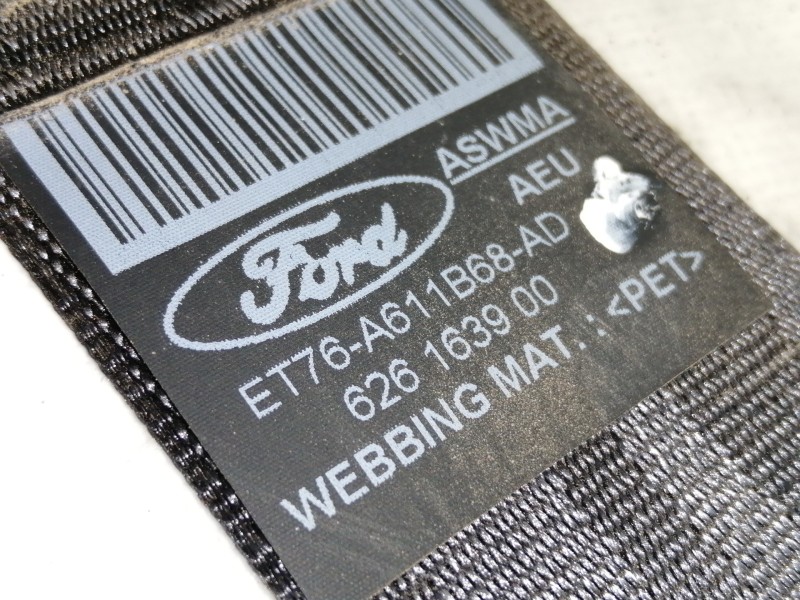 ASWMA
Ford AEU
ET76-A611B68-AD
626 1639 00
WEBBING MAT. : <PET>